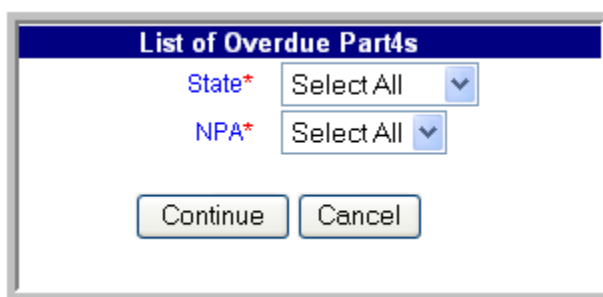 List of Overdue Part4s
State* Select All
NPA* Select All
Continue Cancel